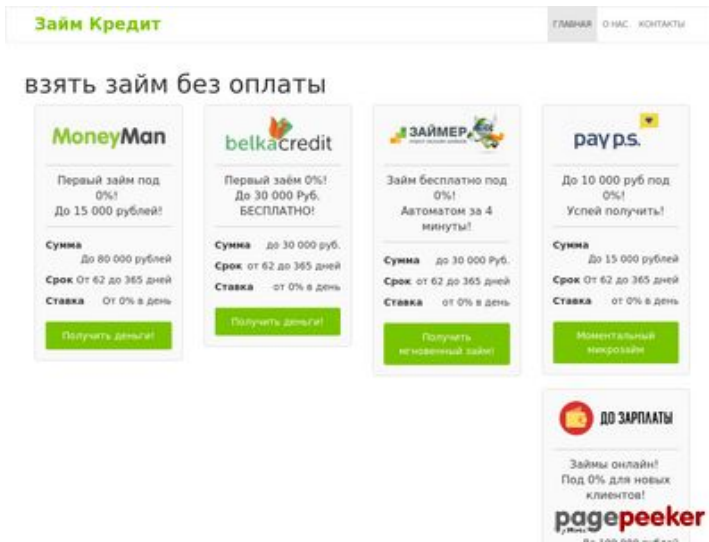 Займ Кредит
ГЛАВНАЯ О НАС КОНТАКТЫ
взять займ без оплаты
MoneyMan
Первый займ под
0%!
До 15 000 рублей!
Сумма
До 80 000 рублей
Срок От 62 до 365 дней
Ставка От 0% в день
Получить деньги!
belkacredit
Первый заём 0%!
До 30 000 Руб.
БЕСПЛАТНО!
Сумма до 30 000 руб.
Срок от 62 до 365 дней
Ставка от 0% в день
Получить деньги!
ЗАЙМЕР
Займ бесплатно под
0%!
Автоматом за 4
минуты!
Сумма до 30 000 Руб.
Срок от 62 до 365 дней
Ставка от 0% в день
Получить
мгновенный займ!
pay p.s.
До 10 000 руб под
0%!
Успей получить!
Сумма
До 15 000 рублей
Срок От 62 до 365 дней
Ставка От 0% в день
Моментальный
микрозайм
ДО ЗАРПЛАТЫ
Займы онлайн!
Под 0% для новых
клиентов!
pagepeeker
До 100 000 рублей